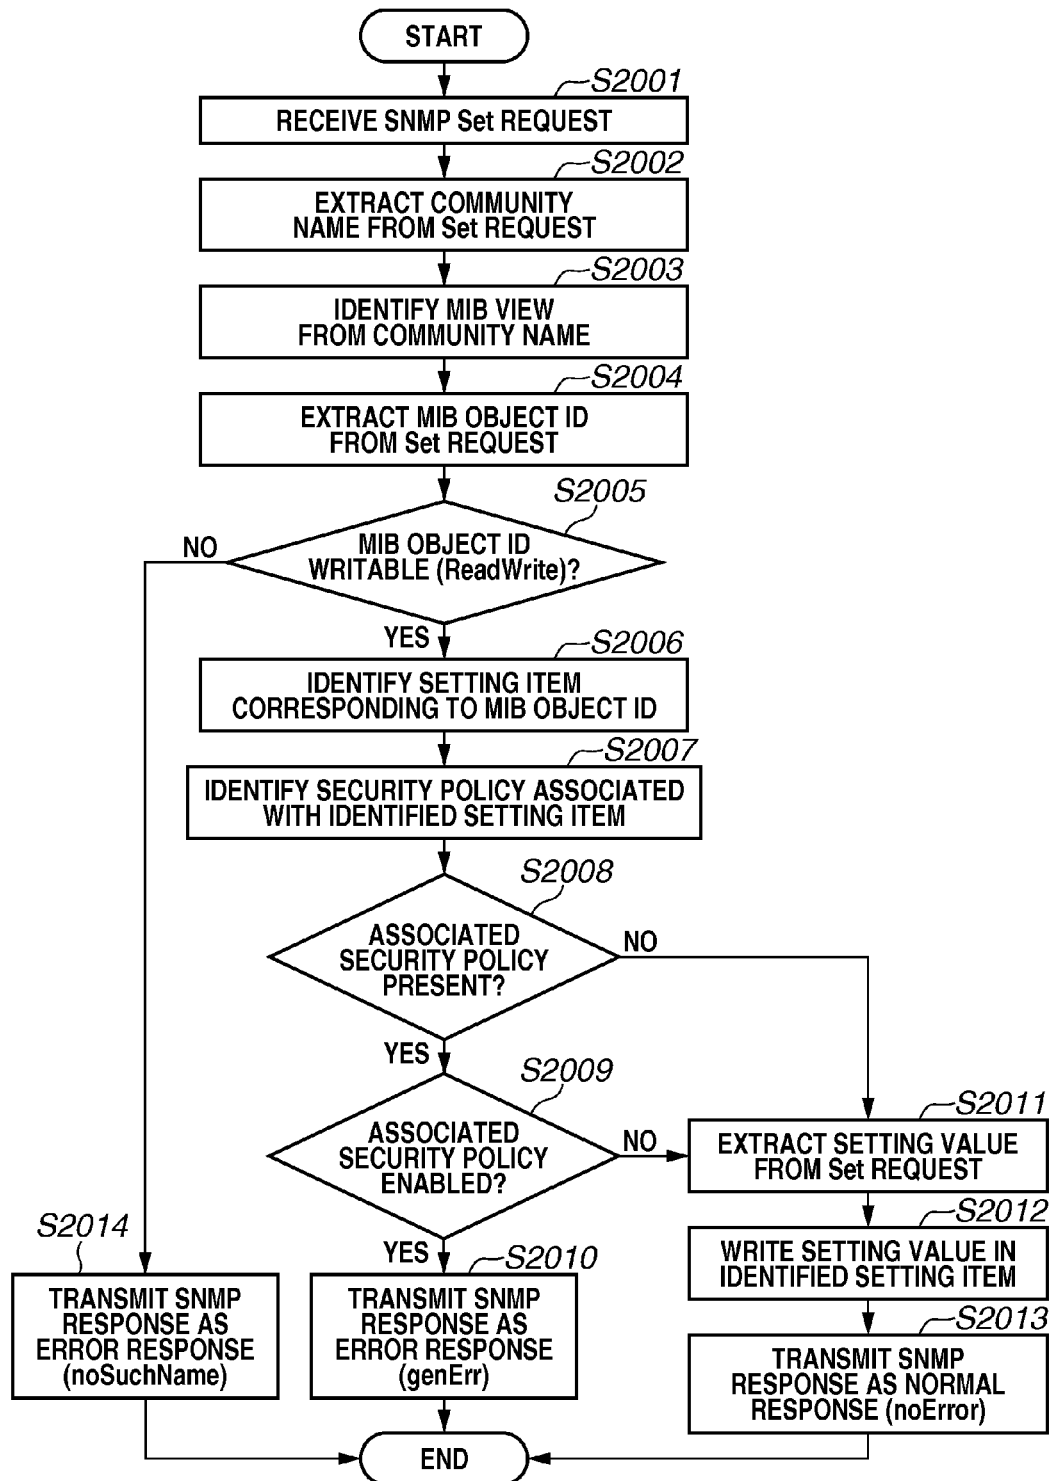 START
S2001
RECEIVE SNMP Set REQUEST
S2002
EXTRACT COMMUNITY
NAME FROM Set REQUEST
S2003
IDENTIFY MIB VIEW
FROM COMMUNITY NAME
S2004
EXTRACT MIB OBJECT ID
FROM Set REQUEST
S2005
MIB OBJECT ID
WRITABLE (ReadWrite)?
NO
YES
S2006
IDENTIFY SETTING ITEM
CORRESPONDING TO MIB OBJECT ID
S2007
IDENTIFY SECURITY POLICY ASSOCIATED
WITH IDENTIFIED SETTING ITEM
S2008
ASSOCIATED
SECURITY POLICY
PRESENT?
NO
YES
S2009
ASSOCIATED
SECURITY POLICY
ENABLED?
NO
YES
S2011
EXTRACT SETTING VALUE
FROM Set REQUEST
S2012
WRITE SETTING VALUE IN
IDENTIFIED SETTING ITEM
S2014
TRANSMIT SNMP
RESPONSE AS
ERROR RESPONSE
(noSuchName)
S2010
TRANSMIT SNMP
RESPONSE AS
ERROR RESPONSE
(genErr)
S2013
TRANSMIT SNMP
RESPONSE AS NORMAL
RESPONSE (noError)
END